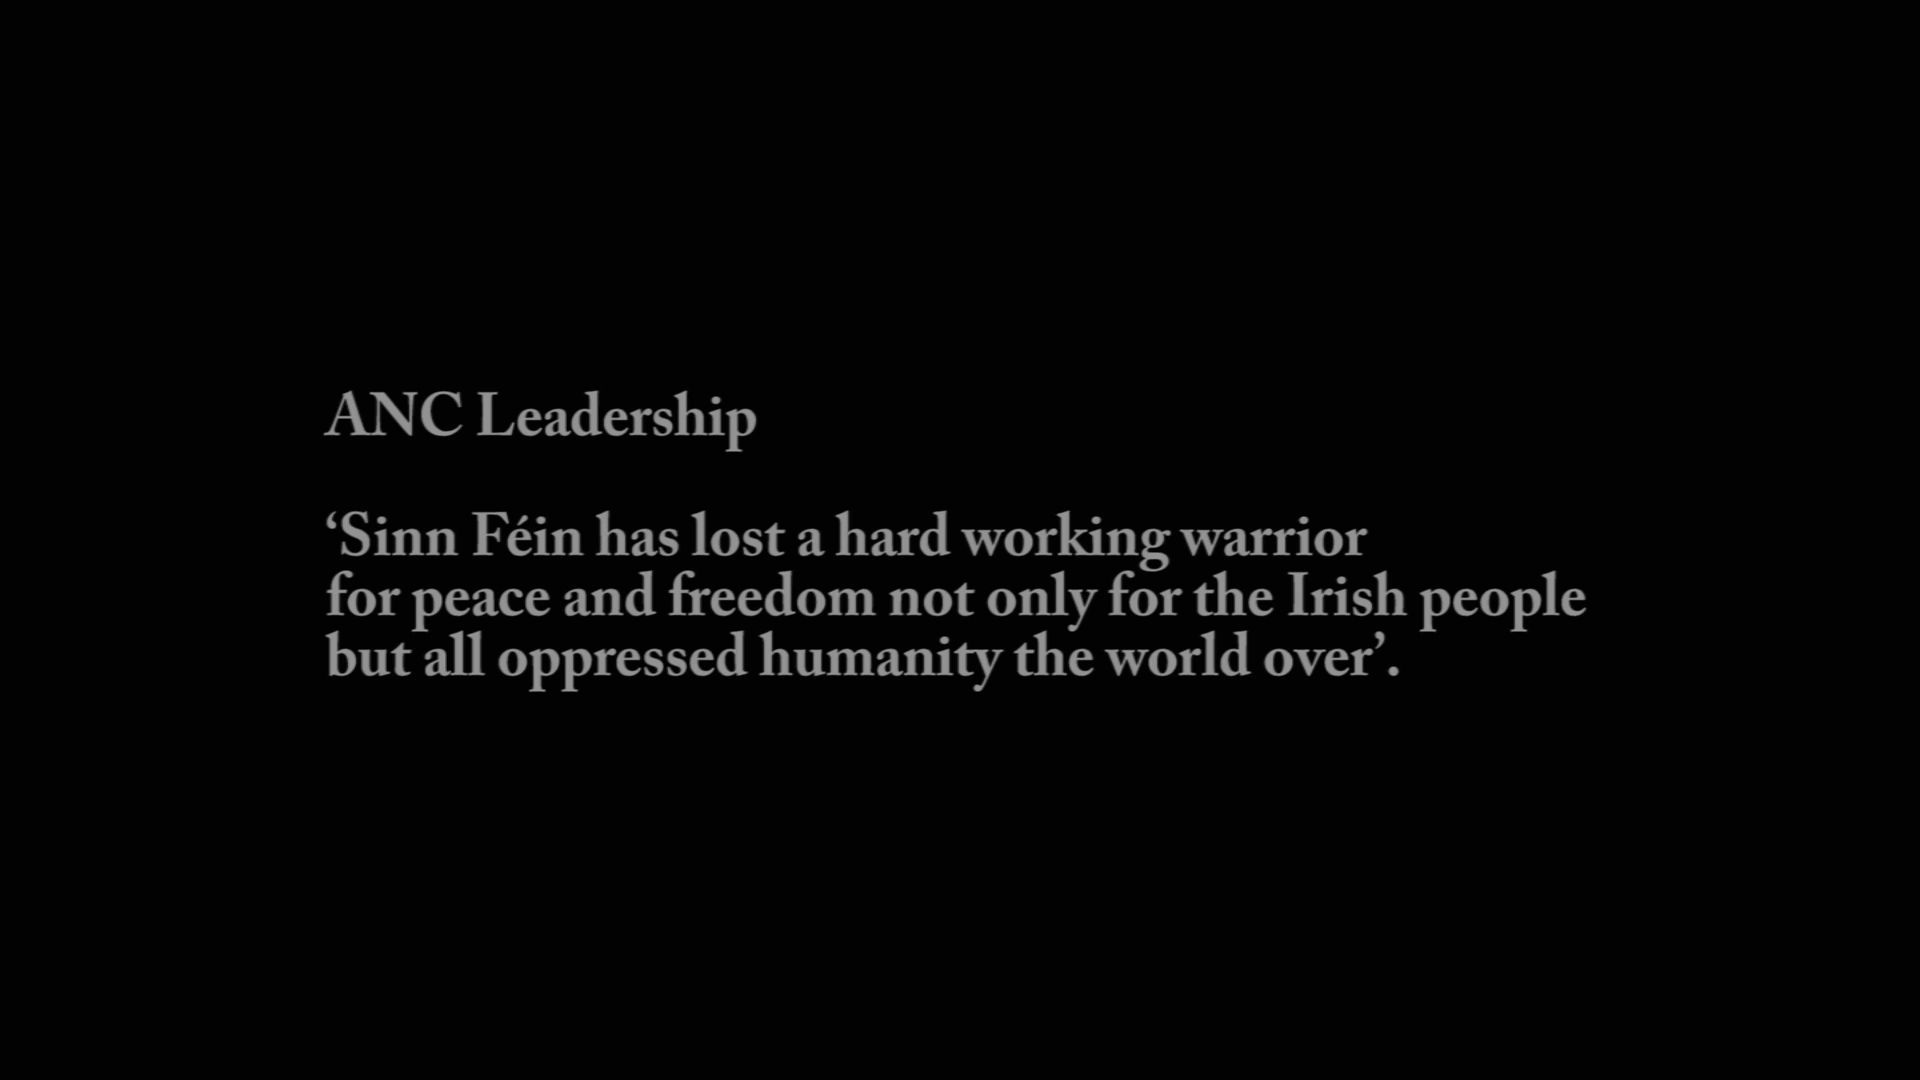 ANC Leadership
‘Sinn Féin has lost a hard working warrior
for peace and freedom not only for the Irish people
but all oppressed humanity the world over’.